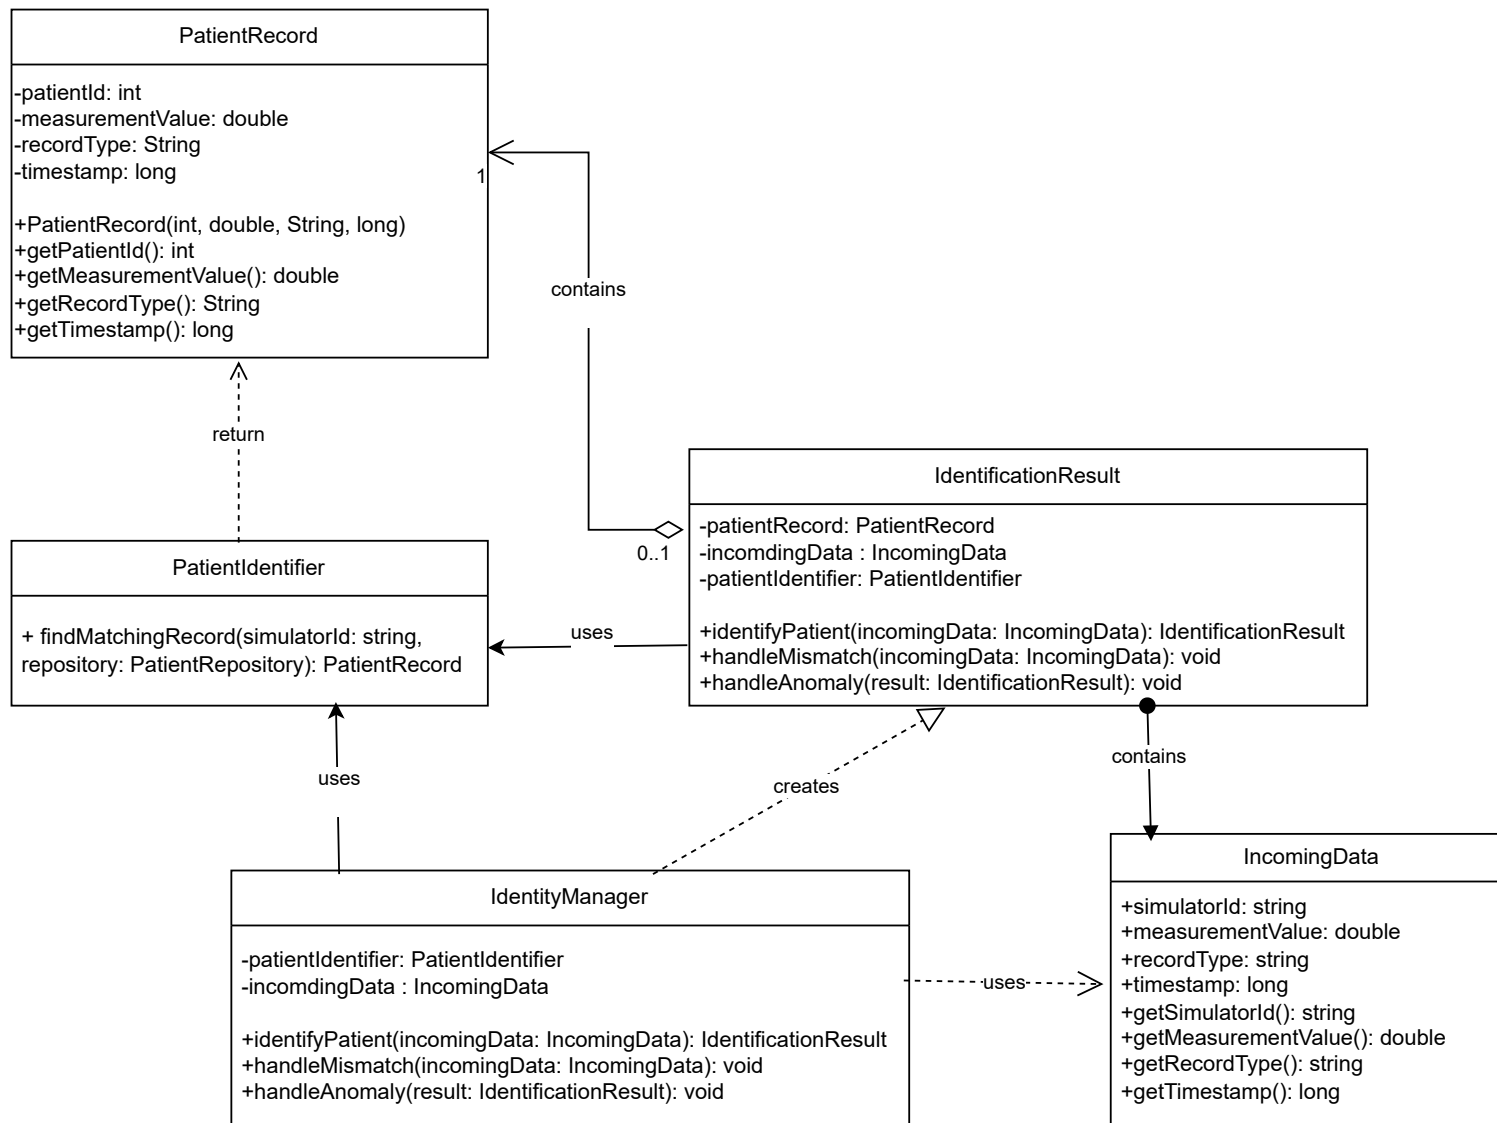 PatientRecord
-patientId: int
-measurementValue: double
-recordType: String
-timestamp: long
+PatientRecord(int, double, String, long)
+getPatientId(): int
+getMeasurementValue(): double
+getRecordType(): String
+getTimestamp(): long
1
contains
0..1
return
IdentificationResult
-patientRecord: PatientRecord
-incomdingData : IncomingData
-patientIdentifier: PatientIdentifier
+identifyPatient(incomingData: IncomingData): IdentificationResult
+handleMismatch(incomingData: IncomingData): void
+handleAnomaly(result: IdentificationResult): void
PatientIdentifier
+ findMatchingRecord(simulatorId: string,
repository: PatientRepository): PatientRecord
uses
uses
creates
contains
IdentityManager
-patientIdentifier: PatientIdentifier
-incomdingData : IncomingData
+identifyPatient(incomingData: IncomingData): IdentificationResult
+handleMismatch(incomingData: IncomingData): void
+handleAnomaly(result: IdentificationResult): void
uses
IncomingData
+simulatorId: string
+measurementValue: double
+recordType: string
+timestamp: long
+getSimulatorId(): string
+getMeasurementValue(): double
+getRecordType(): string
+getTimestamp(): long